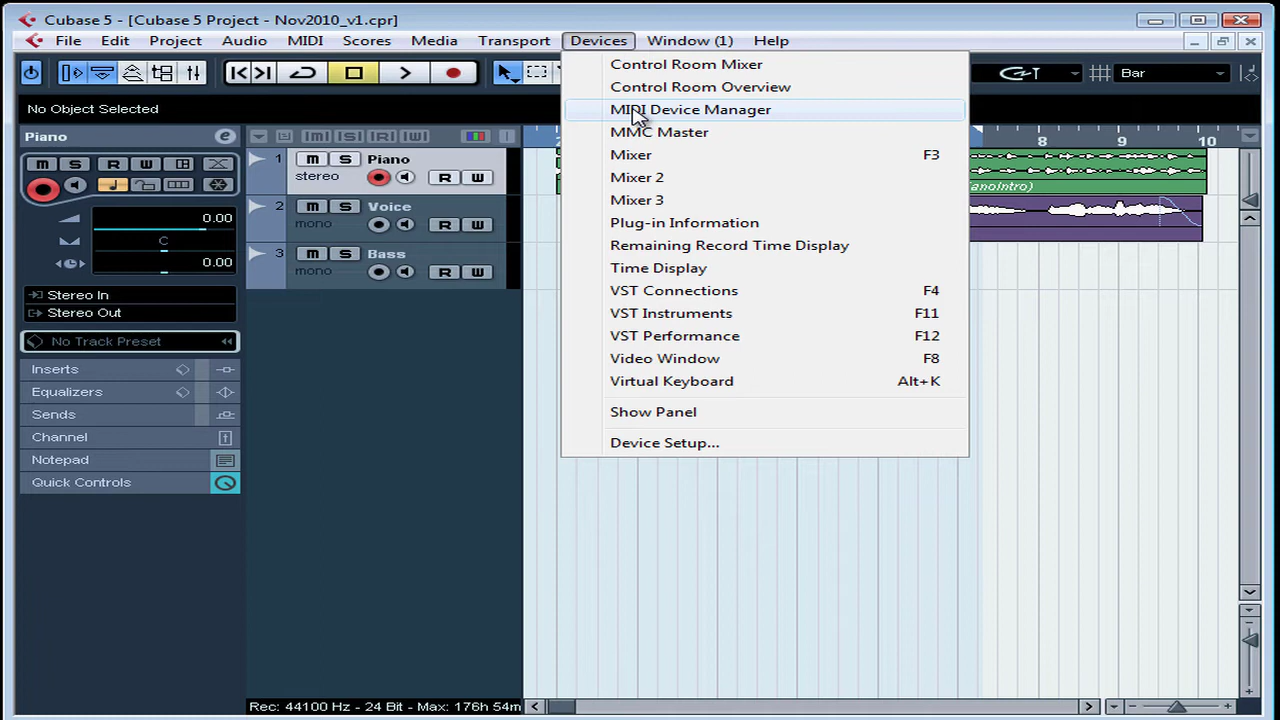 Cubase 5 - [Cubase 5 Project - Nov2010_v1.cpr]
File Edit Project Audio MIDI Scores Media Transport Devices Window (1) Help
Bar
No Object Selected
Control Room Mixer
Control Room Overview
MIDI Device Manager
MMC Master
Mixer F3
Mixer 2
Mixer 3
Plug-in Information
Remaining Record Time Display
Time Display
VST Connections F4
VST Instruments F11
VST Performance F12
Video Window F8
Virtual Keyboard Alt+K
Show Panel
Device Setup...
Piano e
m S R W
0.00
C
0.00
Stereo In
Stereo Out
No Track Preset
Inserts
Equalizers
Sends
Channel
Notepad
Quick Controls
|m| |S| |R| |W|
1 m S Piano
stereo R W
2 m S Voice
mono R W
3 m S Bass
mono R W
8 9 10
Rec: 44100 Hz - 24 Bit - Max: 176h 54m